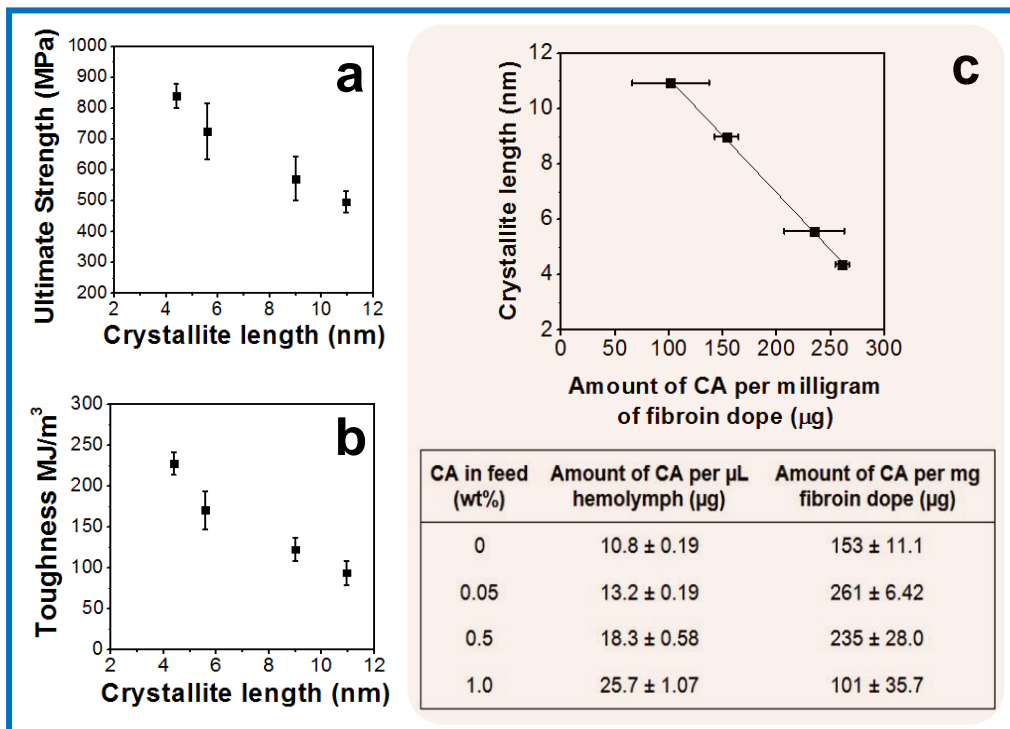 a
Ultimate Strength (MPa)
1000
900
800
700
600
500
400
300
200
2 4 6 8 10 12
Crystallite length (nm)
b
Toughness MJ/m³
300
250
200
150
100
50
0
2 4 6 8 10 12
Crystallite length (nm)
c
Crystallite length (nm)
12
10
8
6
4
2
0 50 100 150 200 250 300
Amount of CA per milligram
of fibroin dope (µg)
CA in feed Amount of CA per µL Amount of CA per mg
(wt%) hemolymph (µg) fibroin dope (µg)
0 10.8 ± 0.19 153 ± 11.1
0.05 13.2 ± 0.19 261 ± 6.42
0.5 18.3 ± 0.58 235 ± 28.0
1.0 25.7 ± 1.07 101 ± 35.7